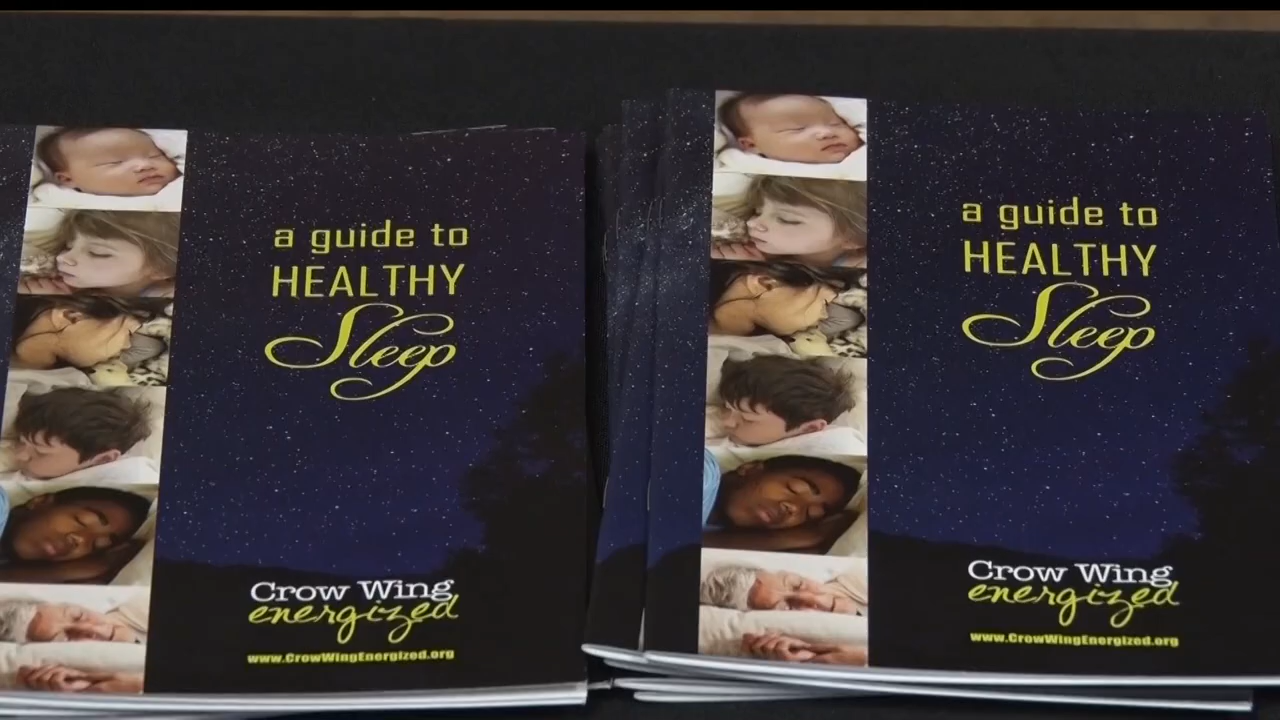 a guide to
HEALTHY
Sleep
Crow Wing
energized
www.CrowWingEnergized.org
a guide to
HEALTHY
Sleep
Crow Wing
energized
www.CrowWingEnergized.org